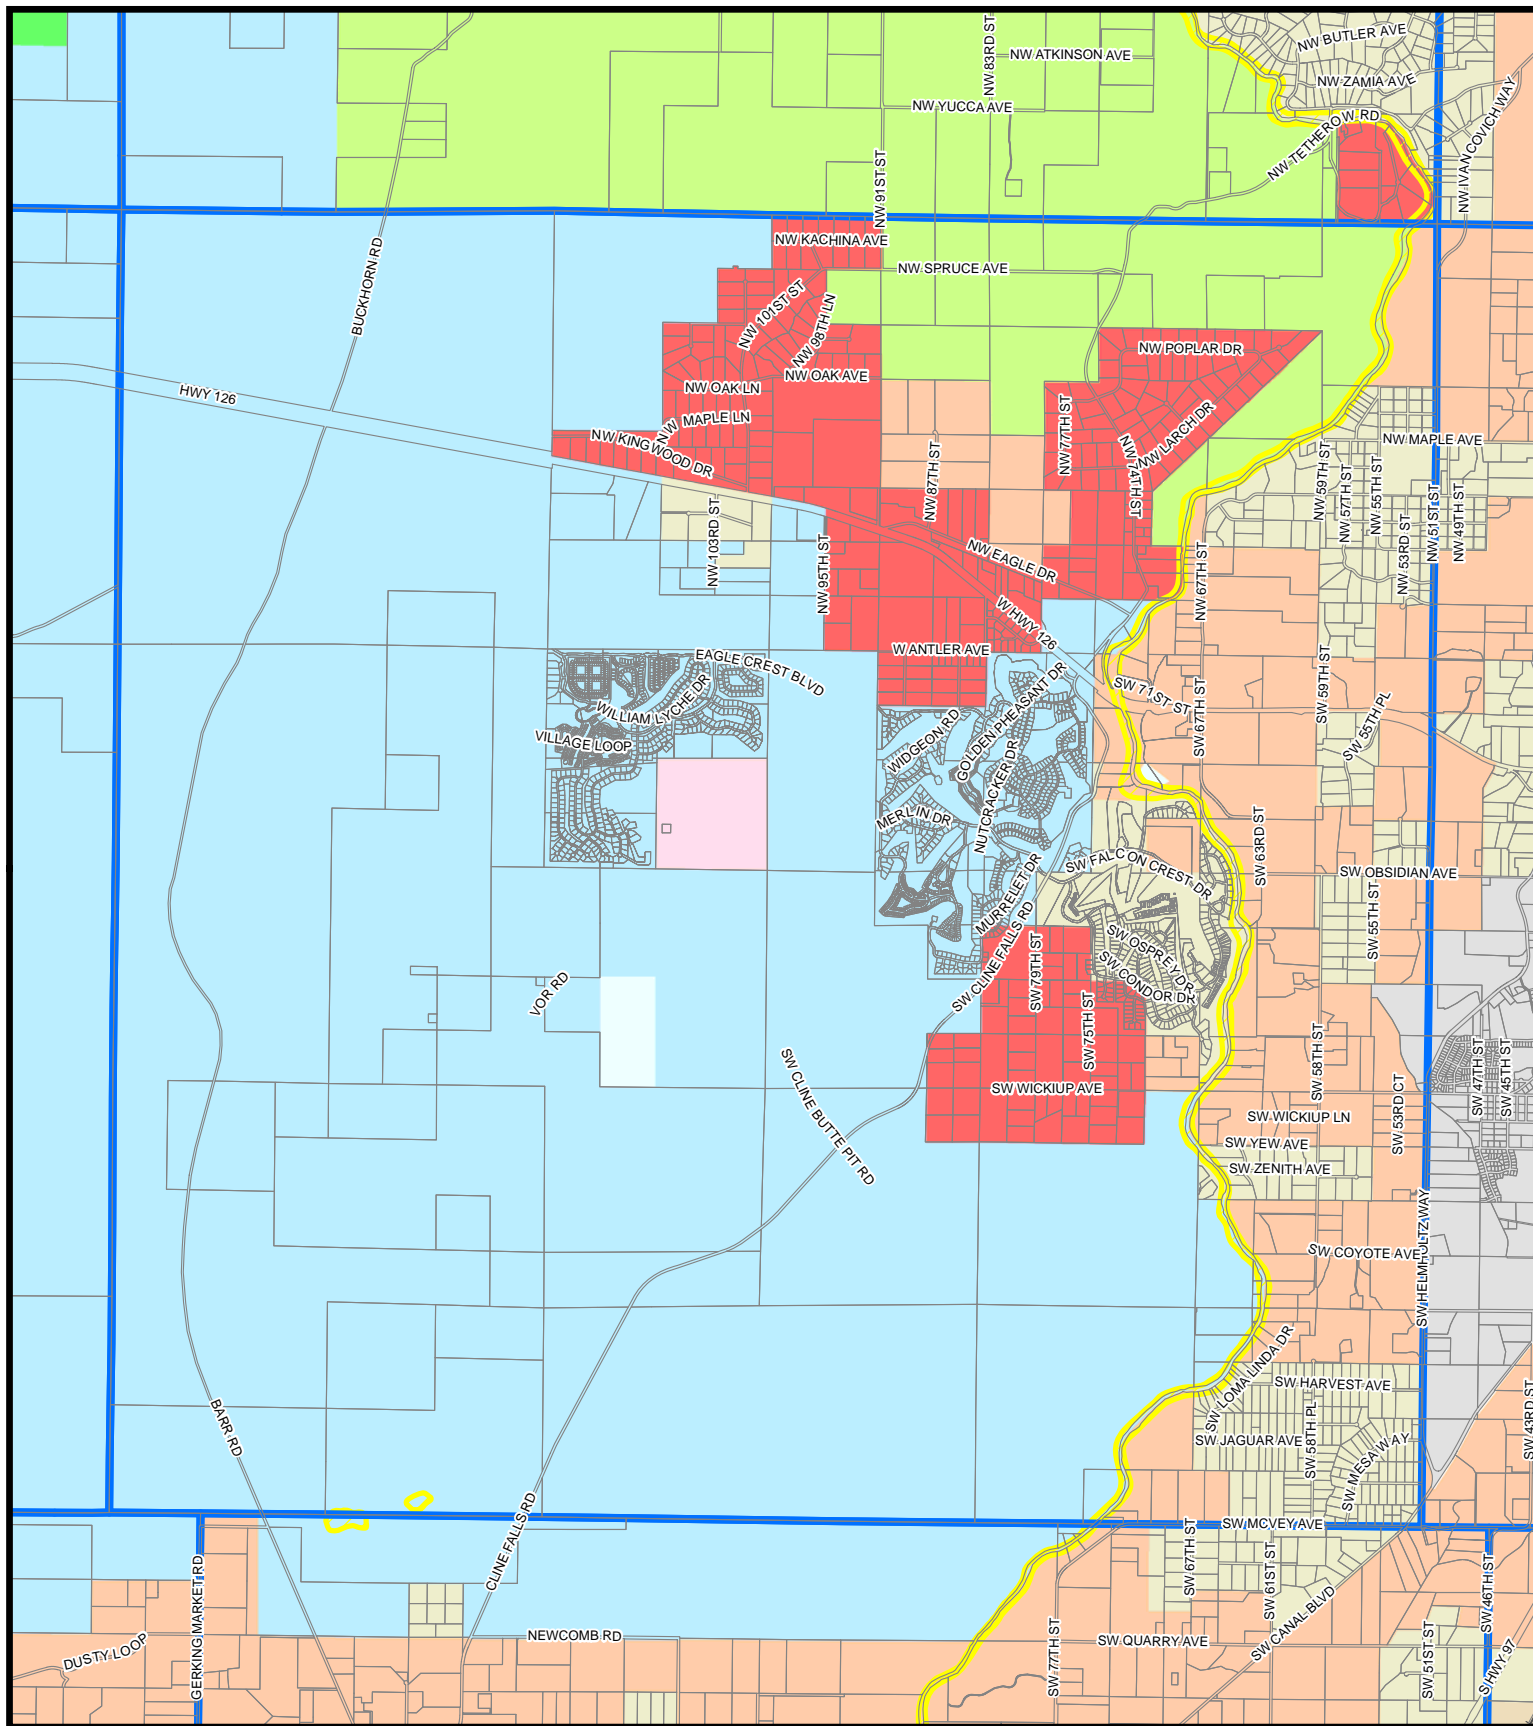 NW BUTLER AVE
NW ATKINSON AVE
NW 83RD ST
NW ZAMIA AVE
NW YUCCA AVE
NW TETHEROW RD
NW IVANCOVICH WAY
NW 91ST ST
BUCKHORN RD
NW KACHINA AVE
NW SPRUCE AVE
NW 101ST ST
NW 98TH LN
NW POPLAR DR
NW OAK AVE
NW OAK LN
HWY 126
NW MAPLE LN
NW KINGWOOD DR
NW 77TH ST
NW LARCH DR
NW 74TH ST
NW MAPLE AVE
NW 87TH ST
NW 59TH ST
NW 57TH ST
NW 55TH ST
NW 53RD ST
NW 51ST ST
NW 49TH ST
NW 103RD ST
NW 95TH ST
NW EAGLE DR
NW 67TH ST
W HWY 126
W ANTLER AVE
EAGLE CREST BLVD
WILLIAM LYCHE DR
VILLAGE LOOP
WIDGEON RD
GOLDEN PHEASANT DR
NUTCRACKER DR
MERLIN DR
SW 71ST ST
SW 67TH ST
SW 59TH ST
SW 55TH PL
SW 63RD ST
SW FALCON CREST DR
SW OBSIDIAN AVE
MURRELET DR
SW CLINE FALLS RD
SW 79TH ST
SW OSPREY DR
SW CONDOR DR
SW 55TH ST
VOR RD
SW 75TH ST
SW 58TH ST
SW 47TH ST
SW 45TH ST
SW CLINE BUTTE PIT RD
SW WICKIUP AVE
SW WICKIUP LN
SW 53RD CT
SW YEW AVE
SW ZENITH AVE
SW HELMHOLTZ WAY
SW COYOTE AVE
SW LOMA LINDA DR
SW HARVEST AVE
SW 58TH PL
SW 43RD ST
SW JAGUAR AVE
SW MESA WAY
BARR RD
CLINE FALLS RD
SW MCVEY AVE
SW 67TH ST
SW 61ST ST
SW 46TH ST
GERKING MARKET RD
SW CANAL BLVD
NEWCOMB RD
DUSTY LOOP
SW 77TH ST
SW QUARRY AVE
SW 51ST ST
S HWY 97